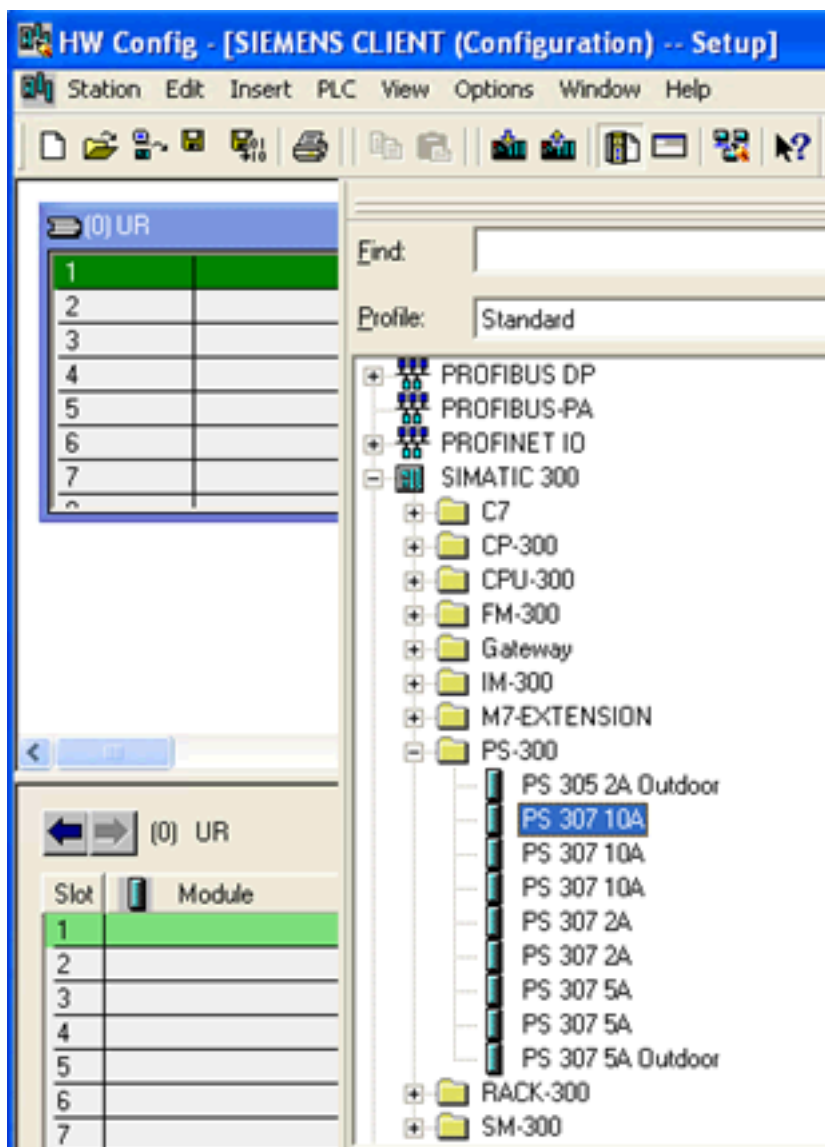 HW Config - [SIEMENS CLIENT (Configuration) -- Setup]
Station Edit Insert PLC View Options Window Help
(0) UR
1
2
3
4
5
6
7
Find:
Profile: Standard
PROFIBUS DP
PROFIBUS-PA
PROFINET IO
SIMATIC 300
C7
CP-300
CPU-300
FM-300
Gateway
IM-300
M7-EXTENSION
PS-300
PS 305 2A Outdoor
PS 307 10A
PS 307 10A
PS 307 10A
PS 307 2A
PS 307 2A
PS 307 5A
PS 307 5A
PS 307 5A Outdoor
RACK-300
SM-300
(0) UR
Slot Module
1
2
3
4
5
6
7